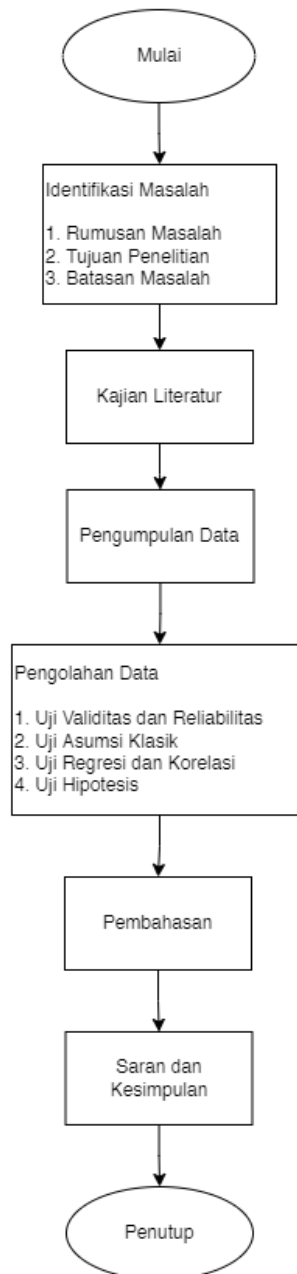 Mulai
Identifikasi Masalah
1. Rumusan Masalah
2. Tujuan Penelitian
3. Batasan Masalah
Kajian Literatur
Pengumpulan Data
Pengolahan Data
1. Uji Validitas dan Reliabilitas
2. Uji Asumsi Klasik
3. Uji Regresi dan Korelasi
4. Uji Hipotesis
Pembahasan
Saran dan
Kesimpulan
Penutup